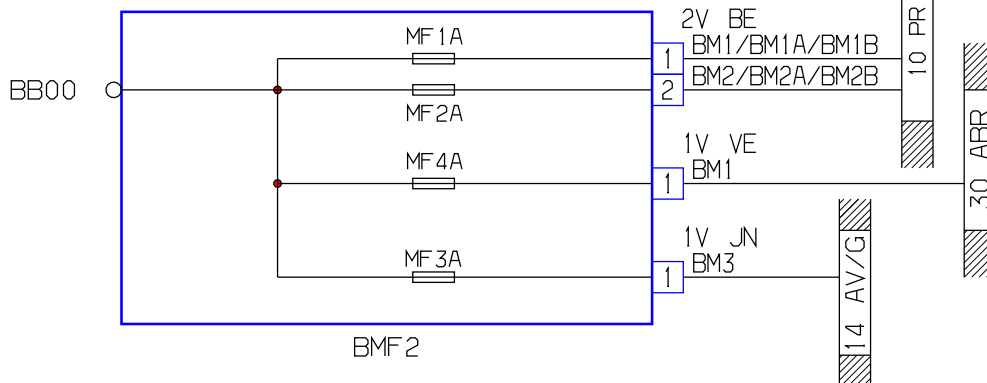 2V BE
MF1A
BM1/BM1A/BM1B
1
10 PR
BM2/BM2A/BM2B
BB00
2
MF2A
1V VE
MF4A
BM1
1
30 ABR
1V JN
MF3A
BM3
1
14 AV/G
BMF2